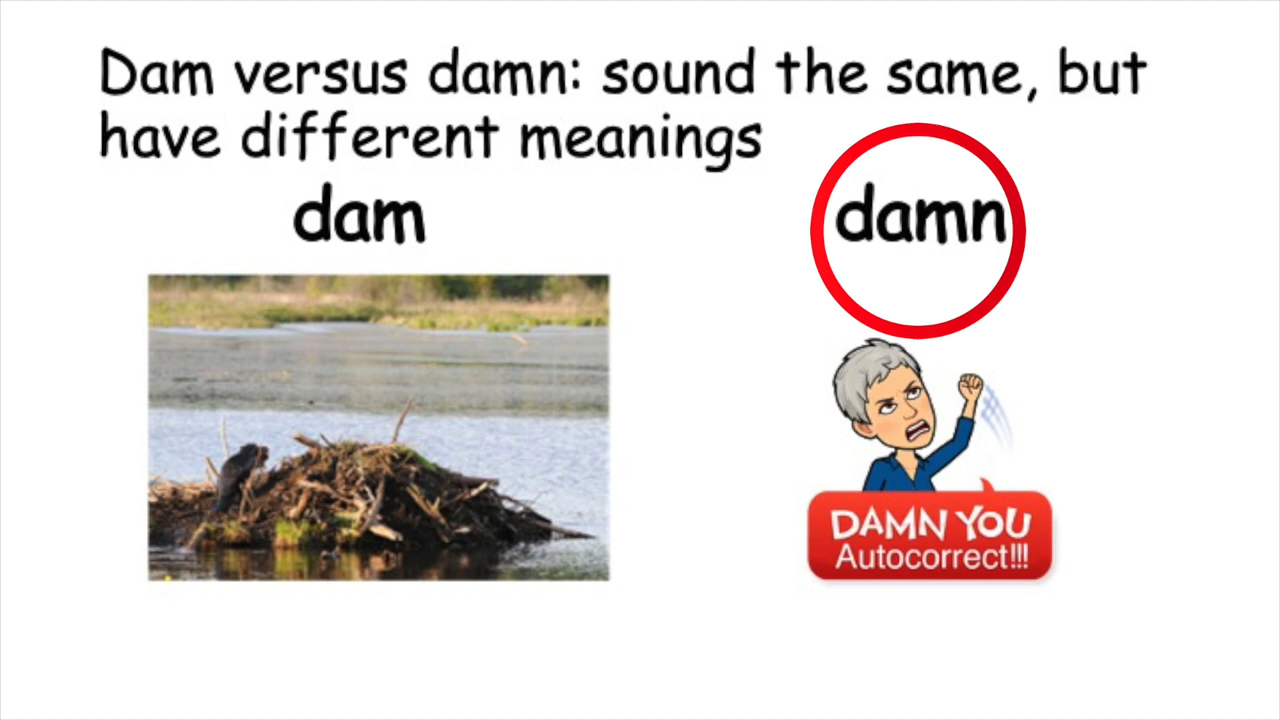 Dam versus damn: sound the same, but
have different meanings
dam
damn
DAMN YOU
Autocorrect!!!